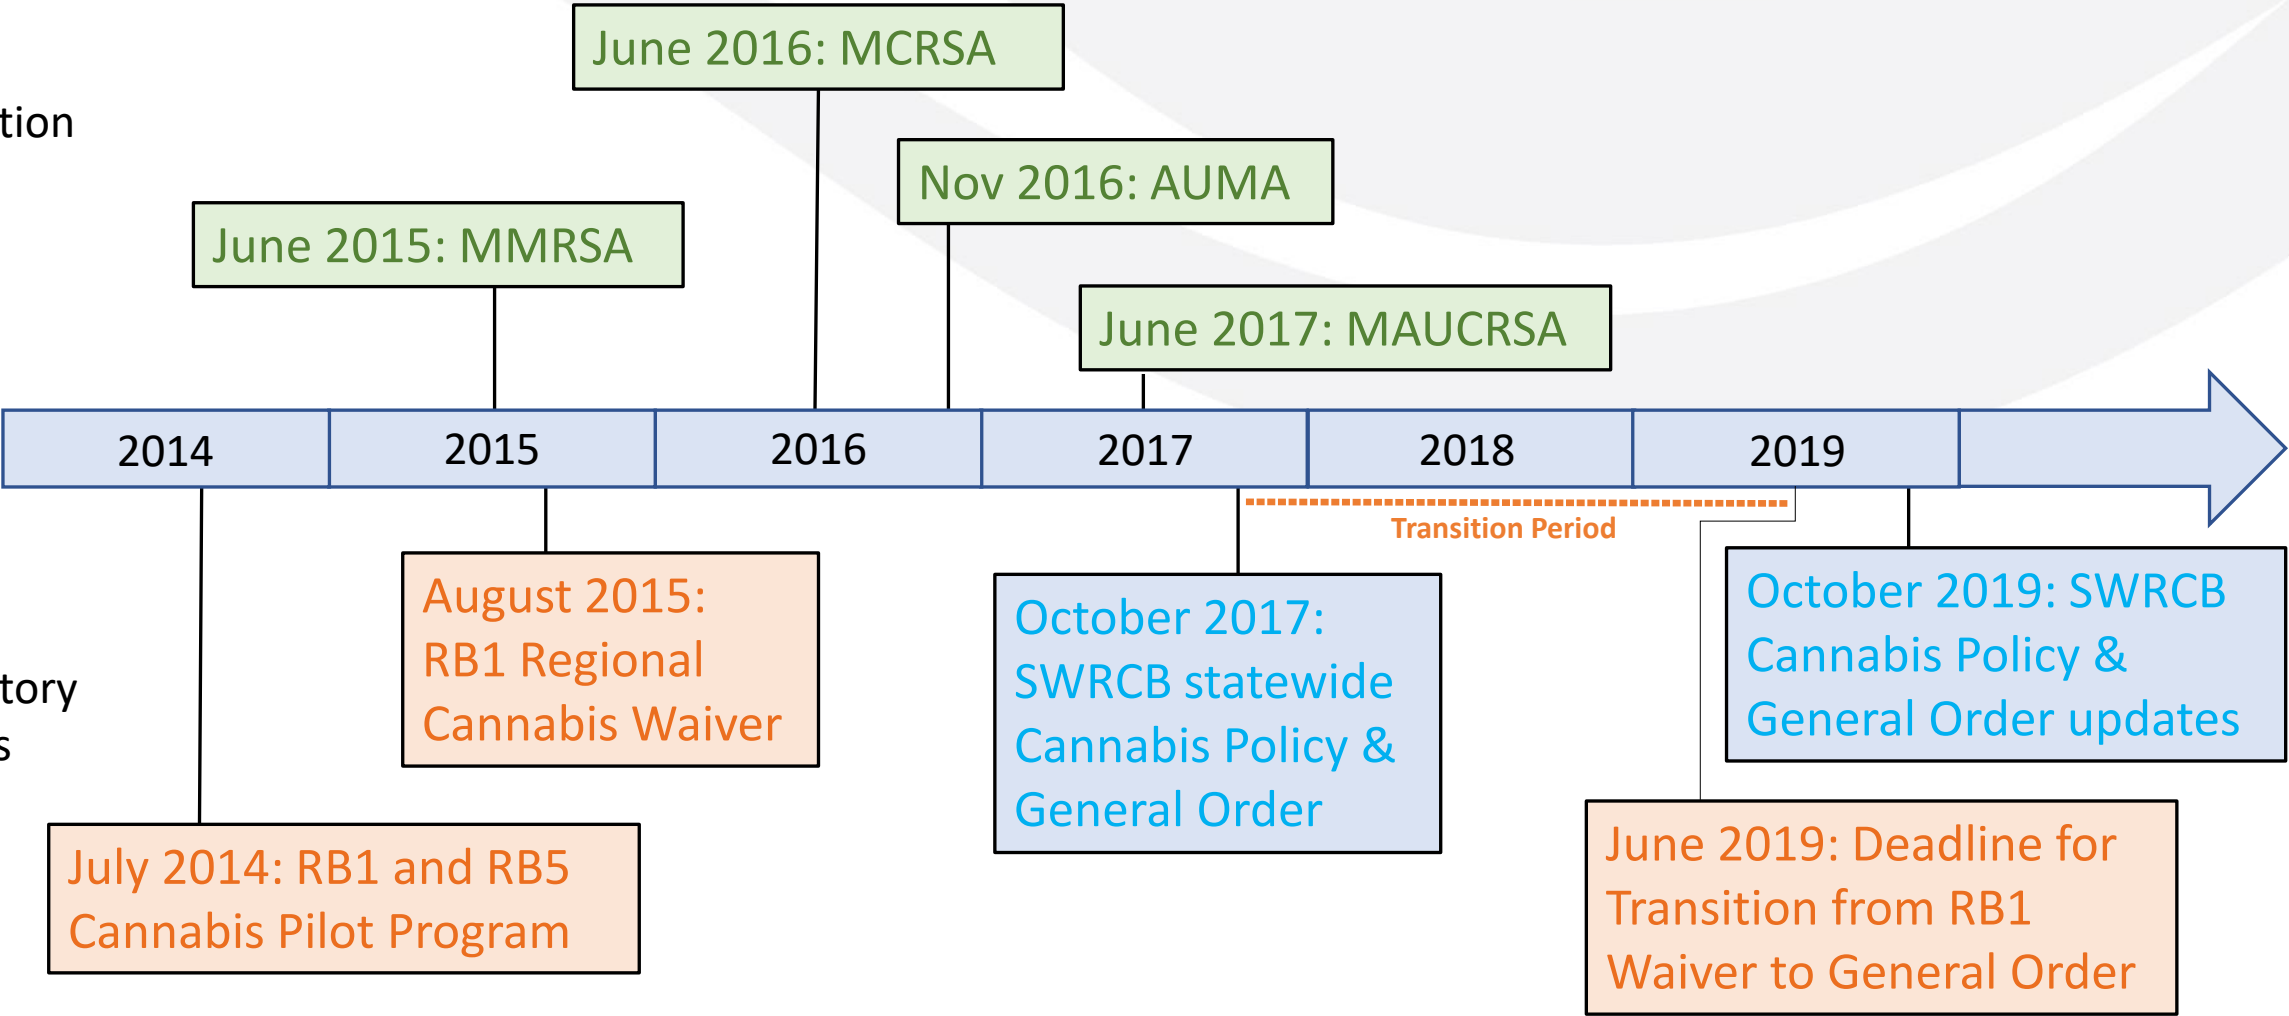 June 2016: MCRSA
tion
Nov 2016: AUMA
June 2015: MMRSA
June 2017: MAUCRSA
2014
2015
2016
2017
2018
2019
Transition Period
August 2015:
RB1 Regional
Cannabis Waiver
October 2017:
SWRCB statewide
Cannabis Policy &
General Order
October 2019: SWRCB
Cannabis Policy &
General Order updates
tory
s
July 2014: RB1 and RB5
Cannabis Pilot Program
June 2019: Deadline for
Transition from RB1
Waiver to General Order